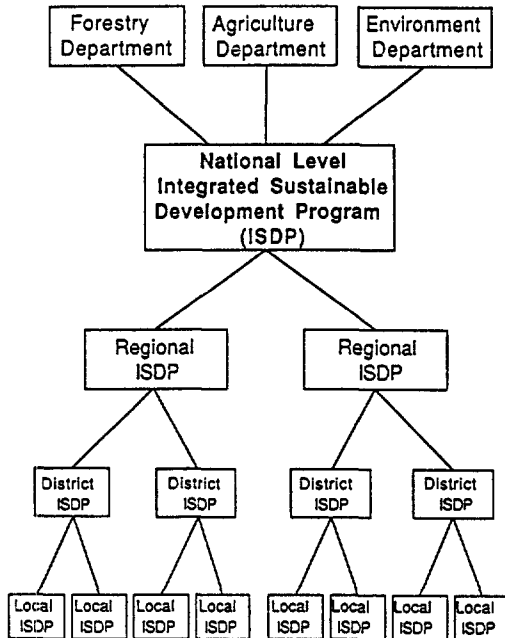 Forestry
Department
Agriculture
Department
Environment
Department
National Level
Integrated Sustainable
Development Program
(ISDP)
Regional
ISDP
Regional
ISDP
District
ISDP
District
ISDP
District
ISDP
District
ISDP
Local
ISDP
Local
ISDP
Local
ISDP
Local
ISDP
Local
ISDP
Local
ISDP
Local
ISDP
Local
ISDP